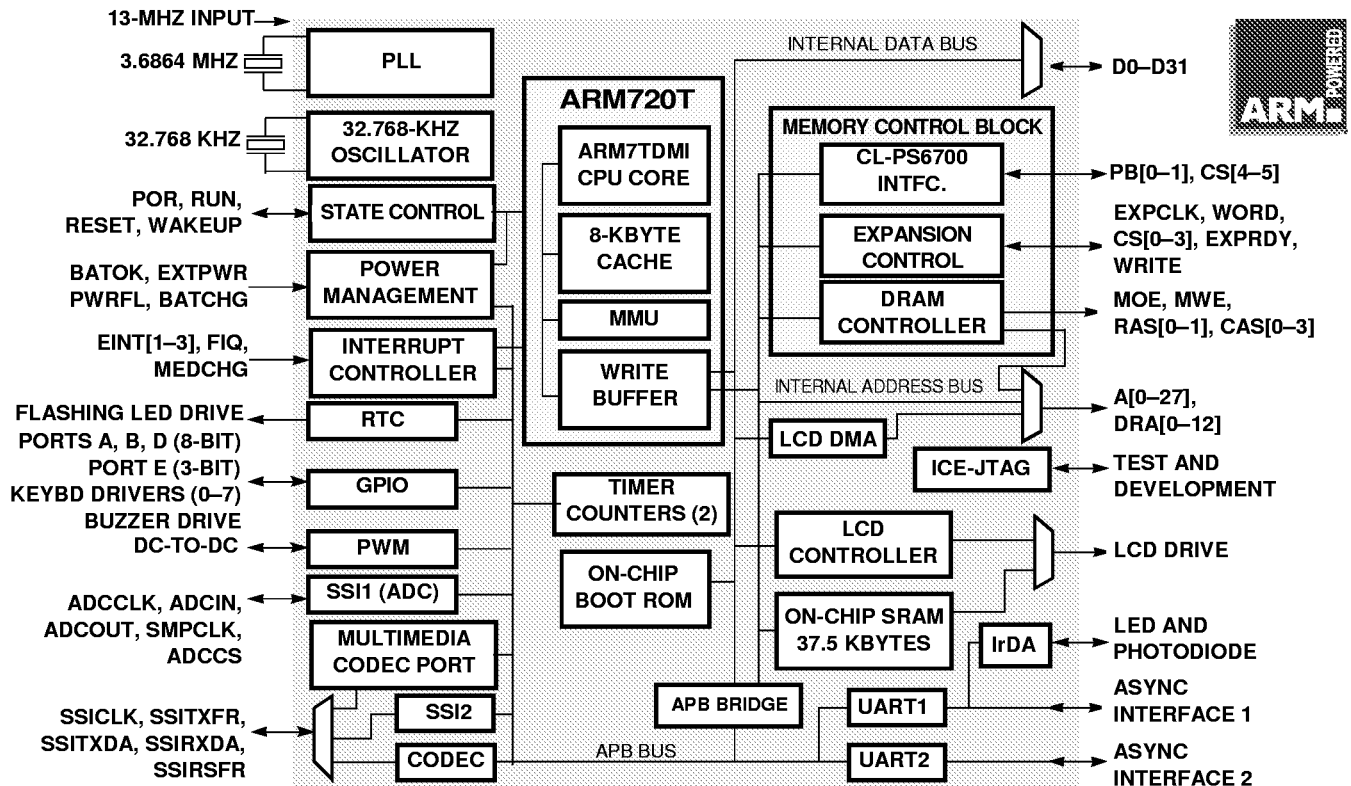 13-MHZ INPUT
3.6864 MHZ
PLL
32.768 KHZ
32.768-KHZ
OSCILLATOR
POR, RUN,
RESET, WAKEUP
STATE CONTROL
BATOK, EXTPWR
PWRFL, BATCHG
POWER
MANAGEMENT
EINT[1–3], FIQ,
MEDCHG
INTERRUPT
CONTROLLER
FLASHING LED DRIVE
RTC
PORTS A, B, D (8-BIT)
PORT E (3-BIT)
KEYBD DRIVERS (0–7)
GPIO
BUZZER DRIVE
DC-TO-DC
PWM
ADCCLK, ADCIN,
ADCOUT, SMPCLK,
ADCCS
SSI1 (ADC)
MULTIMEDIA
CODEC PORT
SSICLK, SSITXFR,
SSITXDA, SSIRXDA,
SSIRSFR
SSI2
CODEC
ARM720T
ARM7TDMI
CPU CORE
8-KBYTE
CACHE
MMU
WRITE
BUFFER
TIMER
COUNTERS (2)
ON-CHIP
BOOT ROM
APB BRIDGE
APB BUS
INTERNAL DATA BUS
D0–D31
MEMORY CONTROL BLOCK
CL-PS6700
INTFC.
PB[0–1], CS[4–5]
EXPANSION
CONTROL
EXPCLK, WORD,
CS[0–3], EXPRDY,
WRITE
DRAM
CONTROLLER
MOE, MWE,
RAS[0–1], CAS[0–3]
INTERNAL ADDRESS BUS
A[0–27],
DRA[0–12]
LCD DMA
ICE-JTAG
TEST AND
DEVELOPMENT
LCD
CONTROLLER
LCD DRIVE
ON-CHIP SRAM
37.5 KBYTES
IrDA
LED AND
PHOTODIODE
UART1
ASYNC
INTERFACE 1
UART2
ASYNC
INTERFACE 2
ARM
POWERED